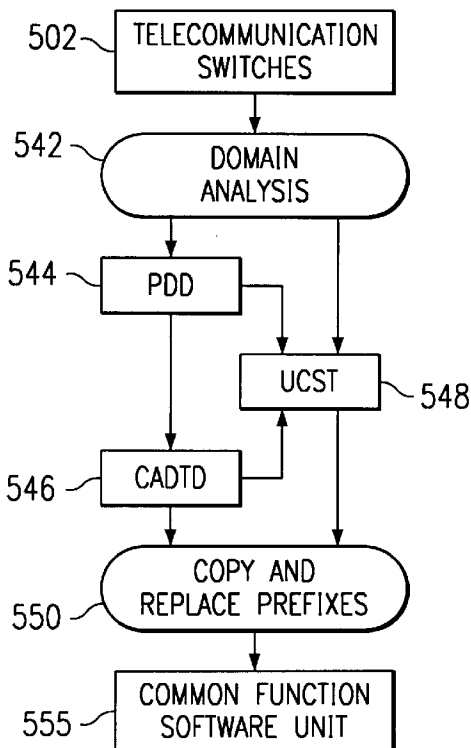 502
TELECOMMUNICATION
SWITCHES
542
DOMAIN
ANALYSIS
544
PDD
UCST
548
546
CADTD
COPY AND
REPLACE PREFIXES
550
555
COMMON FUNCTION
SOFTWARE UNIT